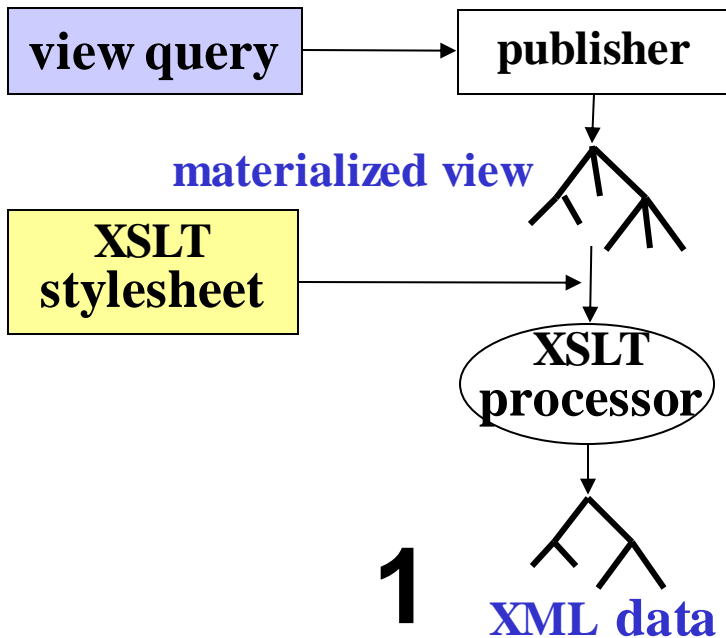 view query
publisher
materialized view
XSLT
stylesheet
XSLT
processor
1
XML data